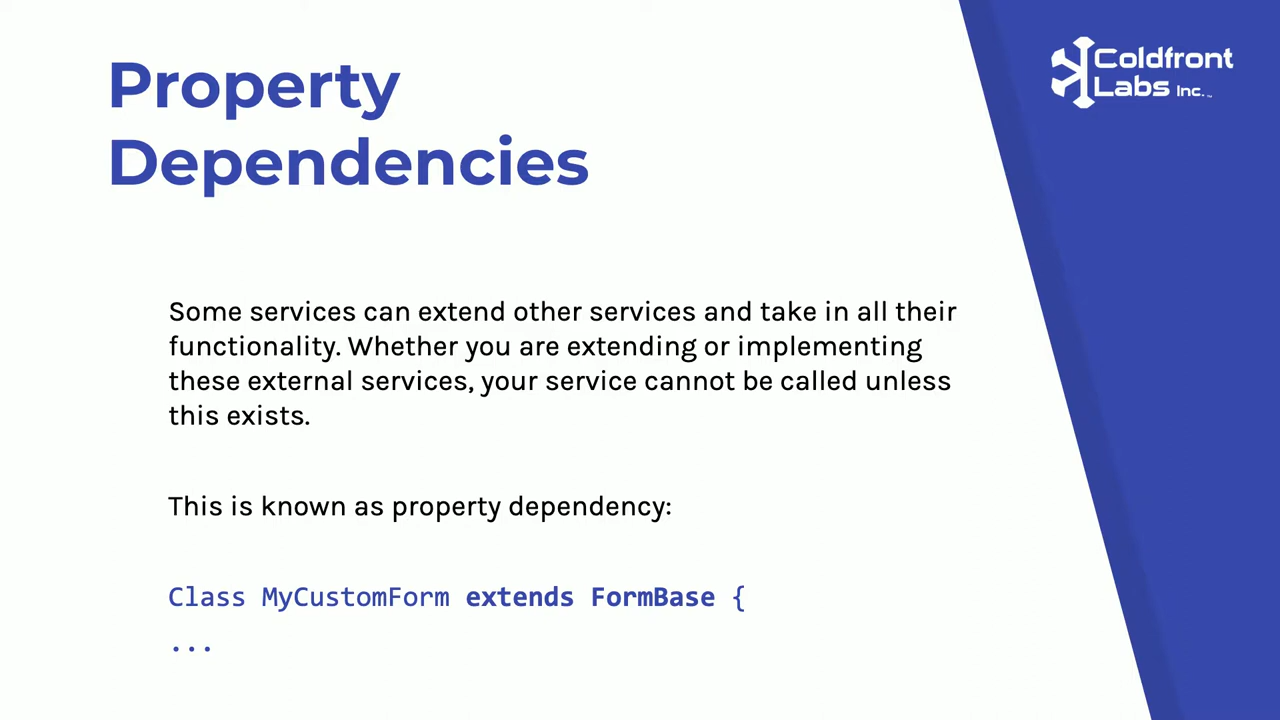 Property
Dependencies
Coldfront
Labs Inc.™
Some services can extend other services and take in all their
functionality. Whether you are extending or implementing
these external services, your service cannot be called unless
this exists.
This is known as property dependency:
Class MyCustomForm extends FormBase {
...